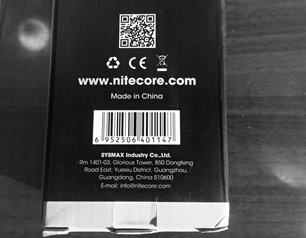 www.nitecore.com
Made in China
6 952506 401147
SYSMAX Industry Co.,Ltd.
Rm 1401-03, Glorious Tower, 850 Dongfeng
Road East, Yuexiu District, Guangzhou,
Guangdong, China 510600
E-mail: info@nitecore.com